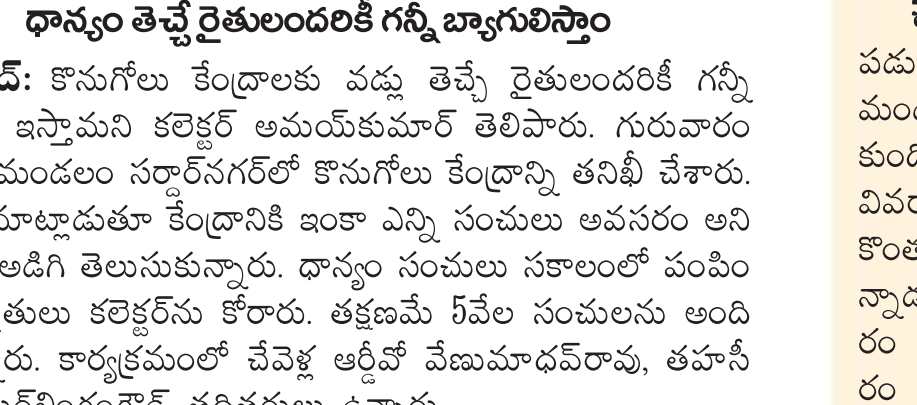 ధాన్యం తెచ్చే రైతులందరికీ గన్నీ బ్యాగులిస్తాం
కొనుగోలు కేంద్రాలకు వడ్లు తెచ్చే రైతులందరికీ గన్నీ
ఇస్తామని కలెక్టర్ అమయ్‌కుమార్ తెలిపారు. గురువారం
మండలం సర్దార్‌నగర్‌లో కొనుగోలు కేంద్రాన్ని తనిఖీ చేశారు.
కేంద్రానికి ఇంకా ఎన్ని సంచులు అవసరం అని
అడిగి తెలుసుకున్నారు. ధాన్యం సంచులు సకాలంలో పంపిం
కలెక్టర్‌ను కోరారు. తక్షణమే 5వేల సంచులను అంది
కార్యక్రమంలో చేవెళ్ల ఆర్డీవో వేణుమాధవ్‌రావు, తహసీ
పడు
రం
రం